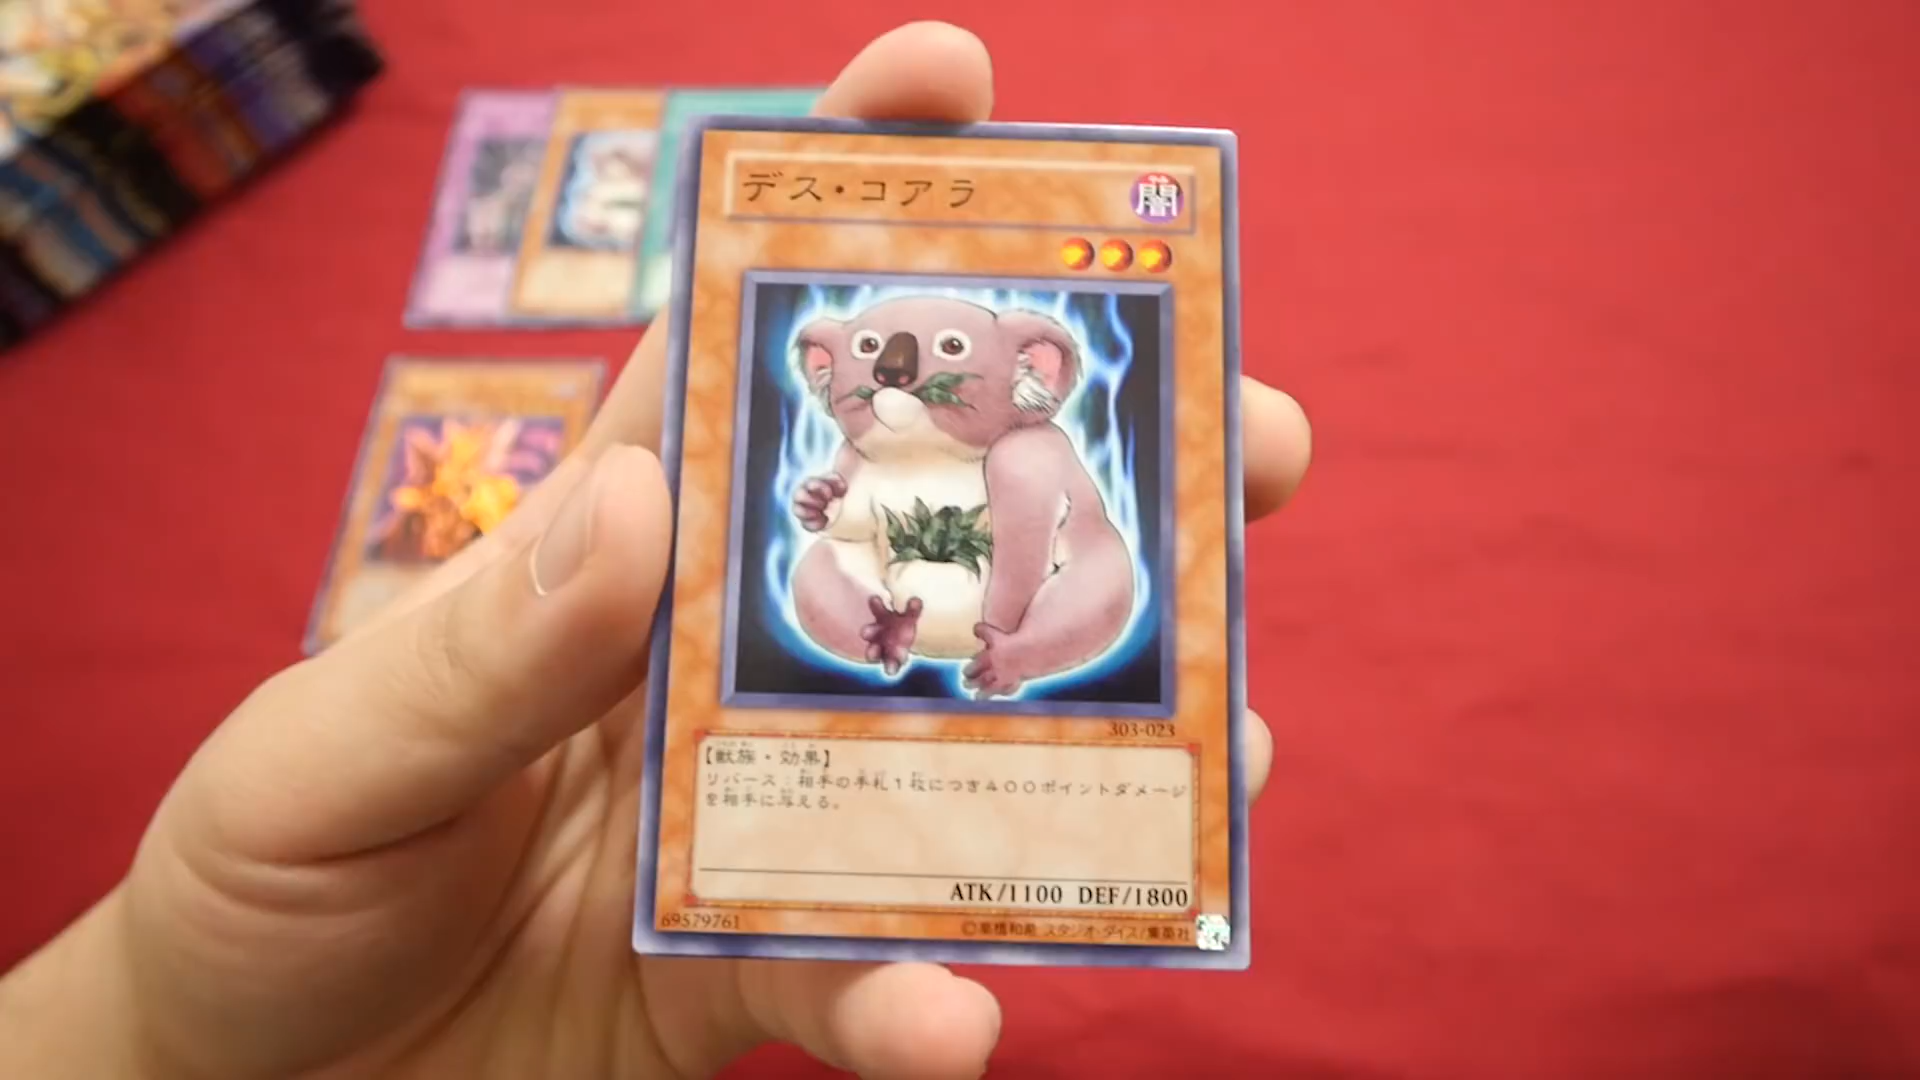 デス・コアラ
闇
303-023
【獣族・効果】
リバース：相手の手札１枚につき４００ポイントダメージ
を相手に与える。
ATK/1100 DEF/1800
69579761
©高橋和希 スタジオ・ダイス/集英社